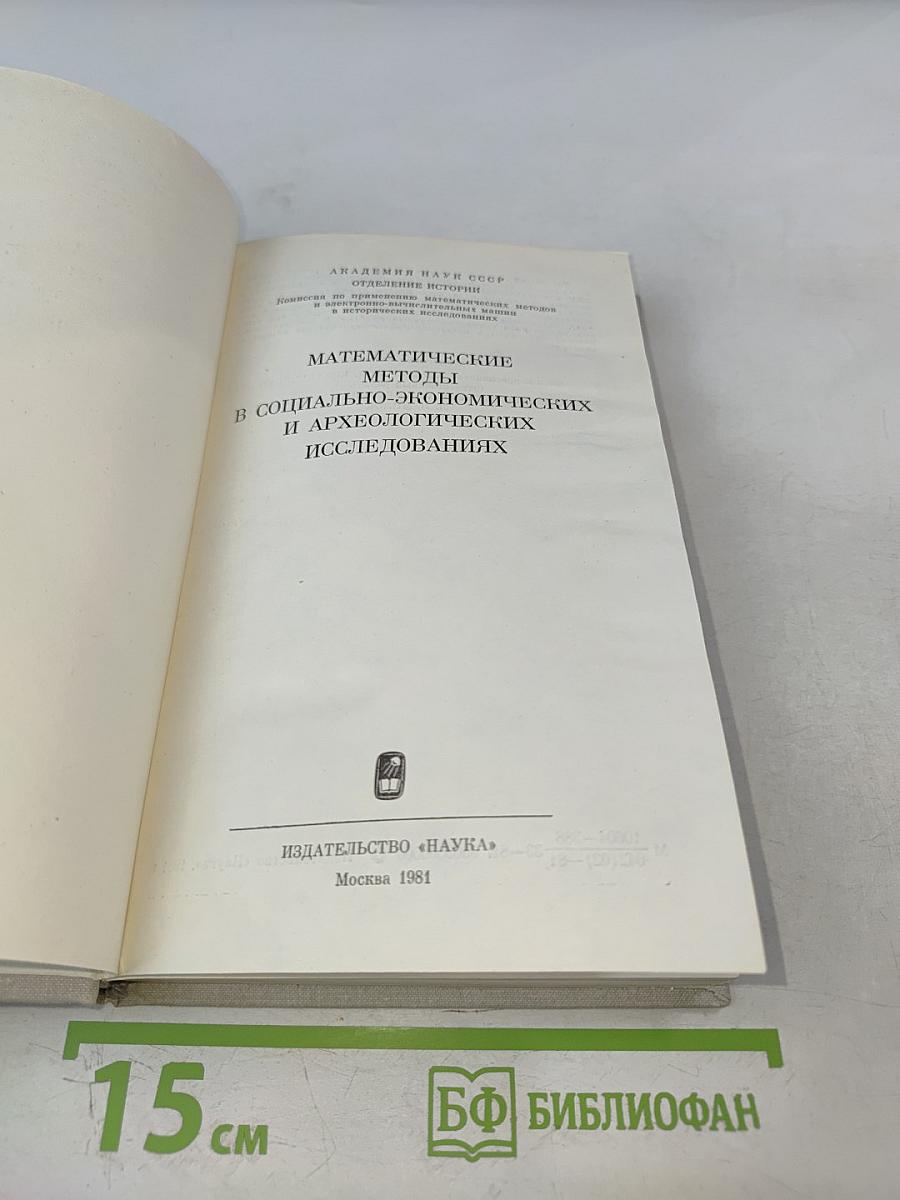 АКАДЕМИЯ НАУК СССР
ОТДЕЛЕНИЕ ИСТОРИИ
Комиссия по применению математических методов
и электронно-вычислительных машин
в исторических исследованиях
МАТЕМАТИЧЕСКИЕ
МЕТОДЫ
В СОЦИАЛЬНО-ЭКОНОМИЧЕСКИХ
И АРХЕОЛОГИЧЕСКИХ
ИССЛЕДОВАНИЯХ
ИЗДАТЕЛЬСТВО «НАУКА»
Москва 1981
15 см
БФ БИБЛИОФАН